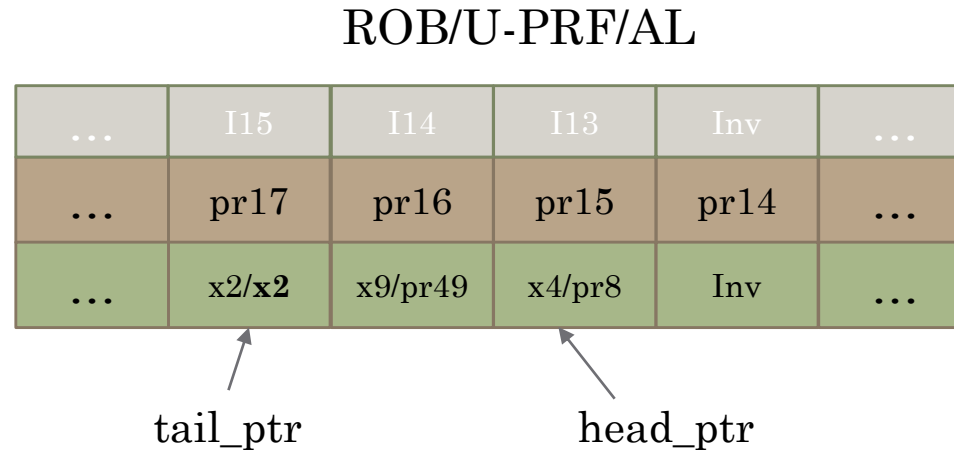 ROB/U-PRF/AL
... I15 I14 I13 Inv ...
... pr17 pr16 pr15 pr14 ...
... x2/x2 x9/pr49 x4/pr8 Inv ...
tail_ptr head_ptr